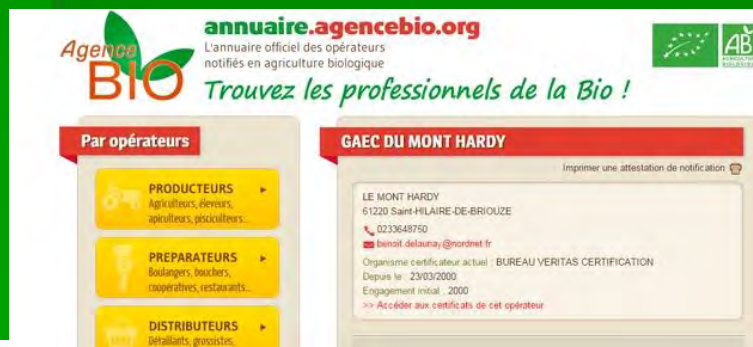 Agence
BIO
annuaire.agencebio.org
L'annuaire officiel des opérateurs
notifiés en agriculture biologique
Trouvez les professionnels de la Bio !
AB
AGRICULTURE
BIOLOGIQUE
Par opérateurs
PRODUCTEURS
Agriculteurs, éleveurs,
apiculteurs, pisciculteurs...
PREPARATEURS
Boulangers, bouchers,
coopératives, restaurants...
DISTRIBUTEURS
Détaillants, grossistes,
GAEC DU MONT HARDY
Imprimer une attestation de notification
LE MONT HARDY
61220 Saint-HILAIRE-DE-BRIOUZE
0233648750
benoit.delaunay@nordnet.fr
Organisme certificateur actuel : BUREAU VERITAS CERTIFICATION
Depuis le : 23/03/2000
Engagement initial : 2000
>> Accéder aux certificats de cet opérateur